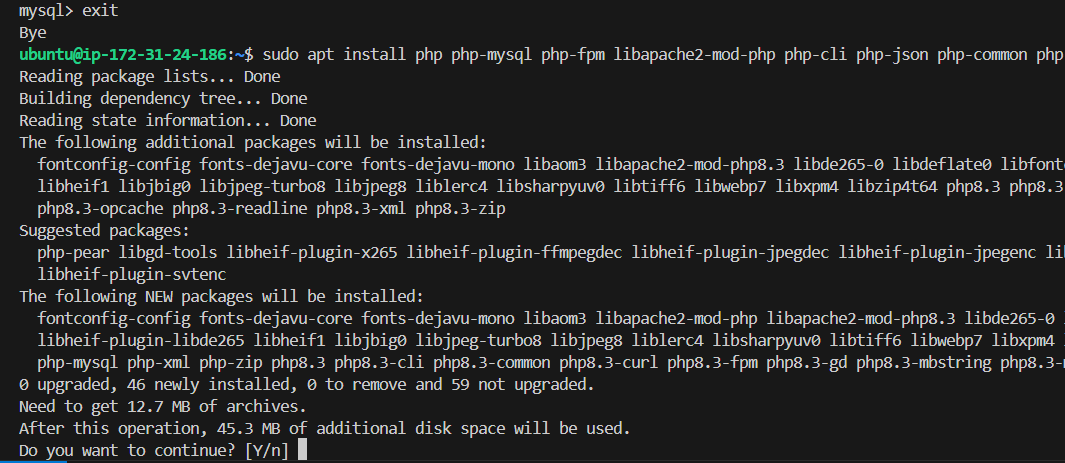 mysql> exit
Bye
ubuntu@ip-172-31-24-186:~$ sudo apt install php php-mysql php-fpm libapache2-mod-php php-cli php-json php-common php
Reading package lists... Done
Building dependency tree... Done
Reading state information... Done
The following additional packages will be installed:
fontconfig-config fonts-dejavu-core fonts-dejavu-mono libaom3 libapache2-mod-php8.3 libde265-0 libdeflate0 libfont
libheif1 libjbig0 libjpeg-turbo8 libjpeg8 liblerc4 libsharpyuv0 libtiff6 libwebp7 libxpm4 libzip4t64 php8.3 php8.3
php8.3-opcache php8.3-readline php8.3-xml php8.3-zip
Suggested packages:
php-pear libgd-tools libheif-plugin-x265 libheif-plugin-ffmpegdec libheif-plugin-jpegdec libheif-plugin-jpegenc li
libheif-plugin-svtenc
The following NEW packages will be installed:
fontconfig-config fonts-dejavu-core fonts-dejavu-mono libaom3 libapache2-mod-php libapache2-mod-php8.3 libde265-0
libheif-plugin-libde265 libheif1 libjbig0 libjpeg-turbo8 libjpeg8 liblerc4 libsharpyuv0 libtiff6 libwebp7 libxpm4
php-mysql php-xml php-zip php8.3 php8.3-cli php8.3-common php8.3-curl php8.3-fpm php8.3-gd php8.3-mbstring php8.3-
0 upgraded, 46 newly installed, 0 to remove and 59 not upgraded.
Need to get 12.7 MB of archives.
After this operation, 45.3 MB of additional disk space will be used.
Do you want to continue? [Y/n]